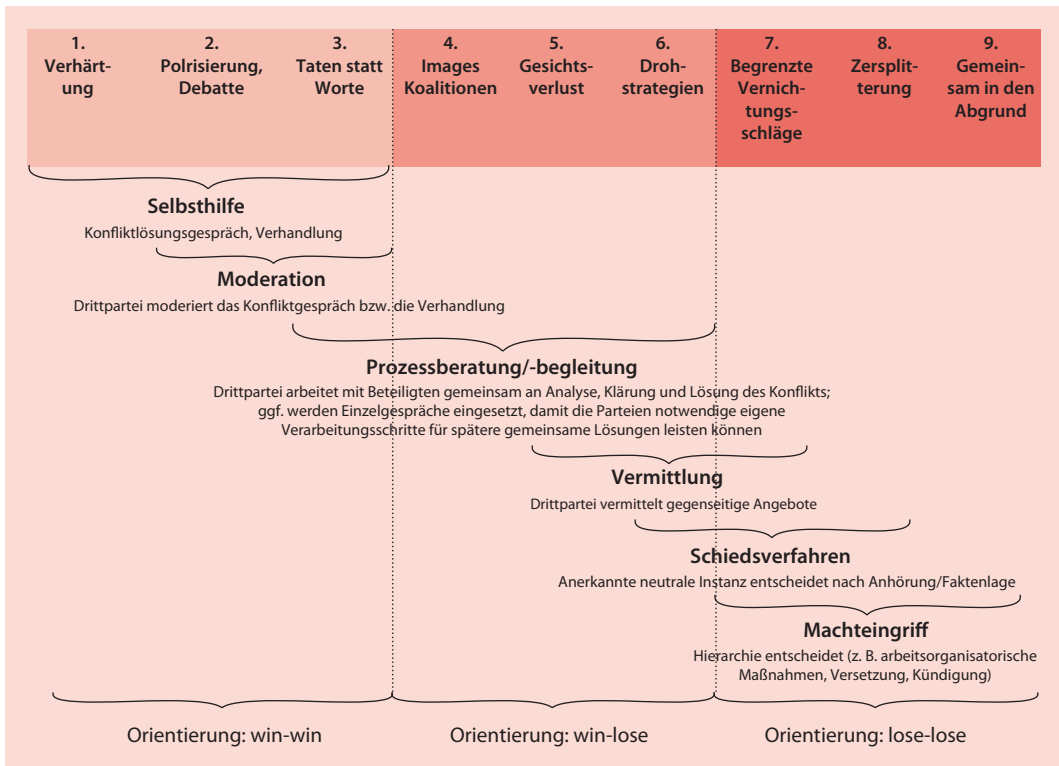 1.
Verhärt-
ung
2.
Polrisierung,
Debatte
3.
Taten statt
Worte
4.
Images
Koalitionen
5.
Gesichts-
verlust
6.
Droh-
strategien
7.
Begrenzte
Vernich-
tungs-
schläge
8.
Zersplit-
terung
9.
Gemein-
sam in den
Abgrund
Selbsthilfe
Konfliktlösungsgespräch, Verhandlung
Moderation
Drittpartei moderiert das Konfliktgespräch bzw. die Verhandlung
Prozessberatung/-begleitung
Drittpartei arbeitet mit Beteiligten gemeinsam an Analyse, Klärung und Lösung des Konflikts;
ggf. werden Einzelgespräche eingesetzt, damit die Parteien notwendige eigene
Verarbeitungsschritte für spätere gemeinsame Lösungen leisten können
Vermittlung
Drittpartei vermittelt gegenseitige Angebote
Schiedsverfahren
Anerkannte neutrale Instanz entscheidet nach Anhörung/Faktenlage
Machteingriff
Hierarchie entscheidet (z. B. arbeitsorganisatorische
Maßnahmen, Versetzung, Kündigung)
Orientierung: win-win
Orientierung: win-lose
Orientierung: lose-lose